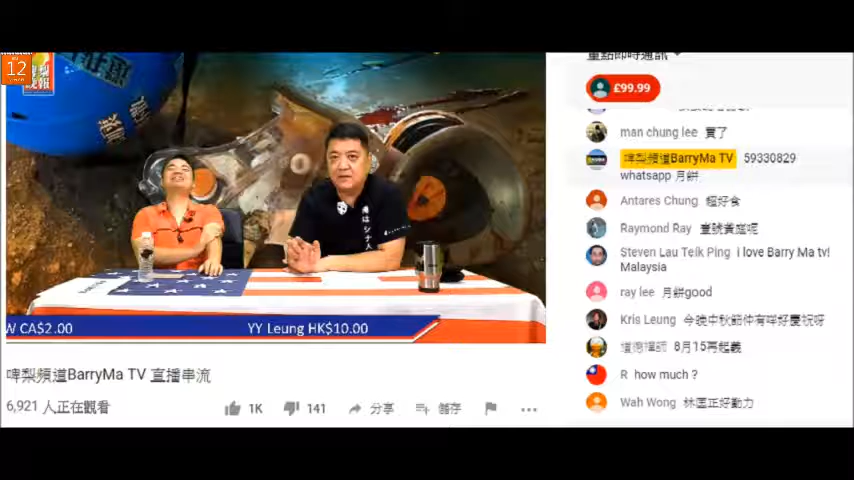 12
W CA$2.00
YY Leung HK$10.00
啤梨頻道BarryMa TV 直播串流
6,921 人正在觀看
1K
141
分享
儲存
重點即時通訊
£99.99
man chung lee 買了
啤梨頻道BarryMa TV 59330829
whatsapp 月餅
Antares Chung 超好食
Raymond Ray 壹號黃庭呢
Steven Lau Teik Ping i love Barry Ma tv!
Malaysia
ray lee 月餅good
Kris Leung 今晚中秋節仲有咩好慶祝呀
8月15再起義
R how much ?
Wah Wong 林匡正好動力